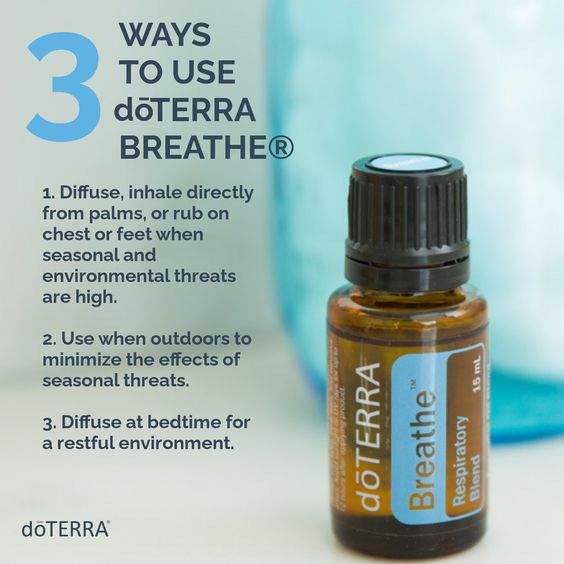 3 WAYS
TO USE
dōTERRA
BREATHE®
1. Diffuse, inhale directly
from palms, or rub on
chest or feet when
seasonal and
environmental threats
are high.
2. Use when outdoors to
minimize the effects of
seasonal threats.
3. Diffuse at bedtime for
a restful environment.
dōTERRA®
dōTERRA
Breathe™
Respiratory
Blend
15 mL